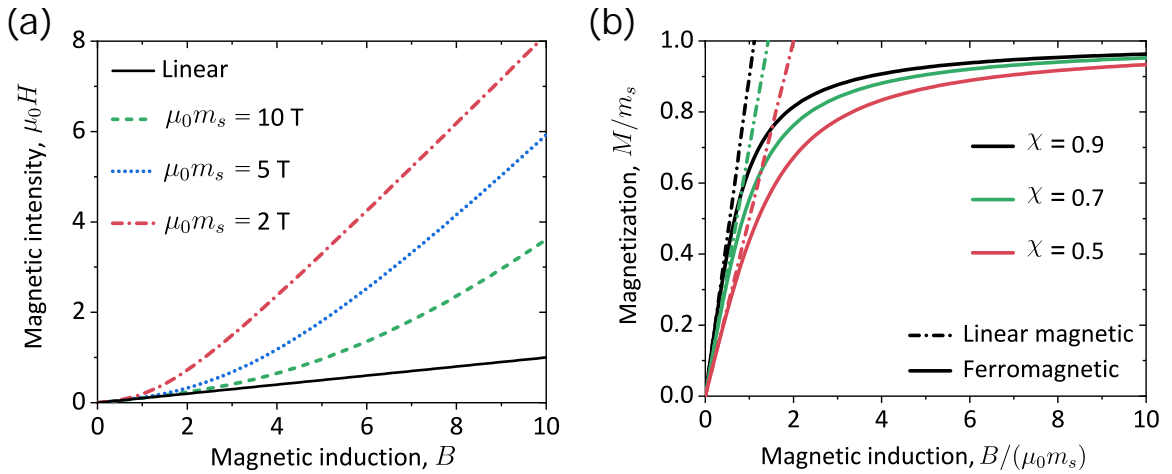 (a)
8
6
4
2
0
0 2 4 6 8 10
Magnetic intensity, μ₀H
Magnetic induction, B
Linear
μ₀mₛ = 10 T
μ₀mₛ = 5 T
μ₀mₛ = 2 T
(b)
1.0
0.8
0.6
0.4
0.2
0.0
0 2 4 6 8 10
Magnetization, M/mₛ
Magnetic induction, B/(μ₀mₛ)
χ = 0.9
χ = 0.7
χ = 0.5
Linear magnetic
Ferromagnetic